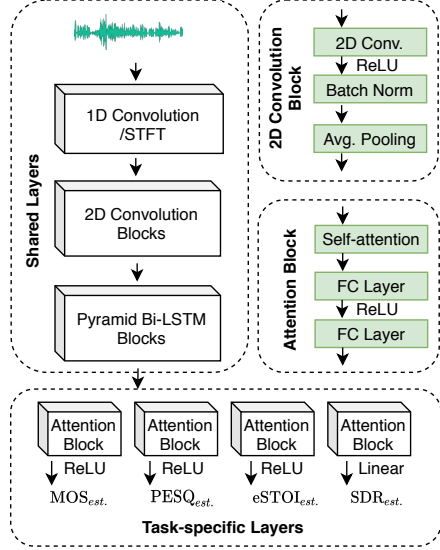 Shared Layers
1D Convolution
/STFT
2D Convolution
Blocks
Pyramid Bi-LSTM
Blocks
2D Convolution
Block
2D Conv.
ReLU
Batch Norm
Avg. Pooling
Attention Block
Self-attention
FC Layer
ReLU
FC Layer
Attention
Block
Attention
Block
Attention
Block
Attention
Block
ReLU
ReLU
ReLU
Linear
MOSest.
PESQest.
eSTOIest.
SDRest.
Task-specific Layers